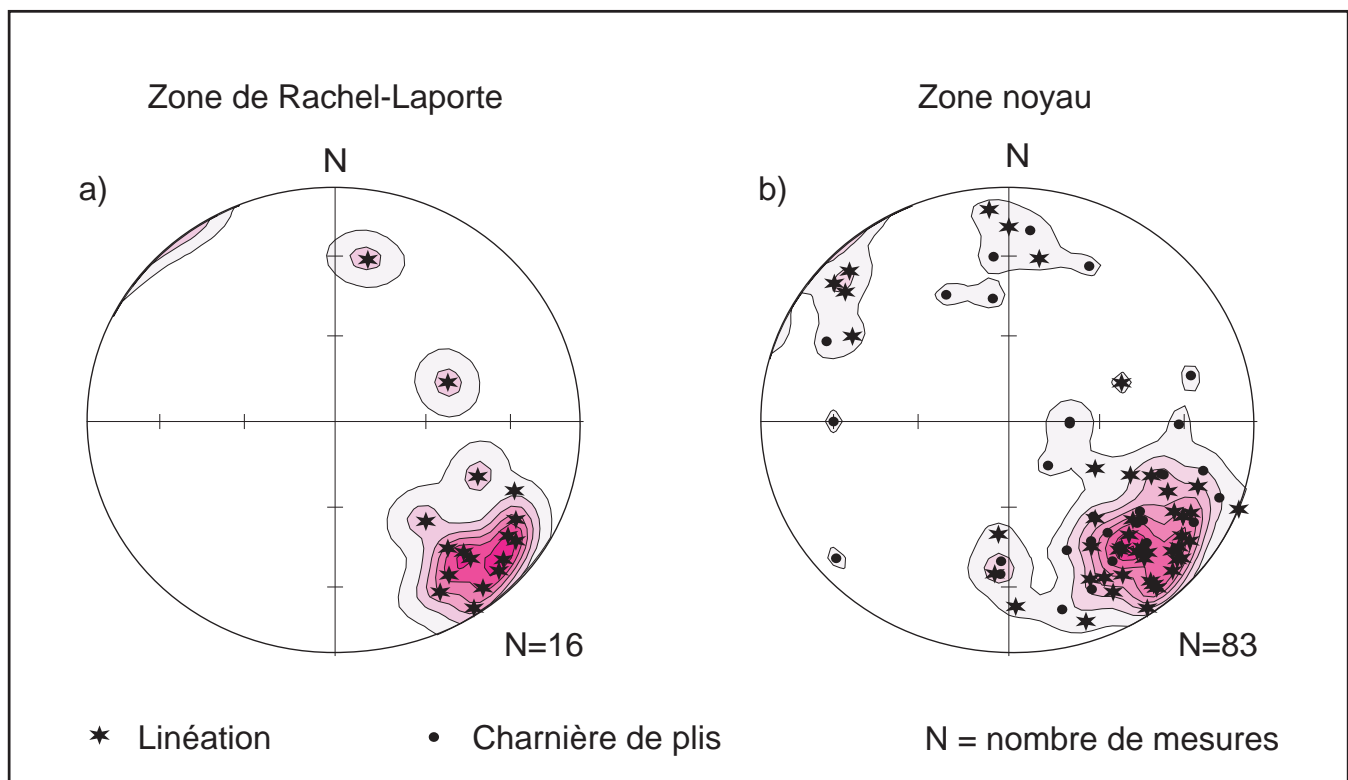 Zone de Rachel-Laporte
Zone noyau
N
N
a)
b)
N=16
N=83
Linéation
Charnière de plis
N = nombre de mesures